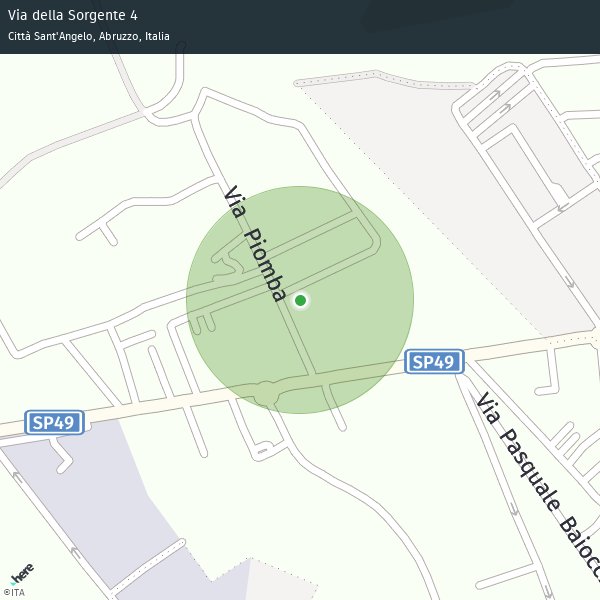 Via della Sorgente 4
Città Sant'Angelo, Abruzzo, Italia
Via Piomba
SP49
SP49
Via Pasquale Baiocc
here
©ITA